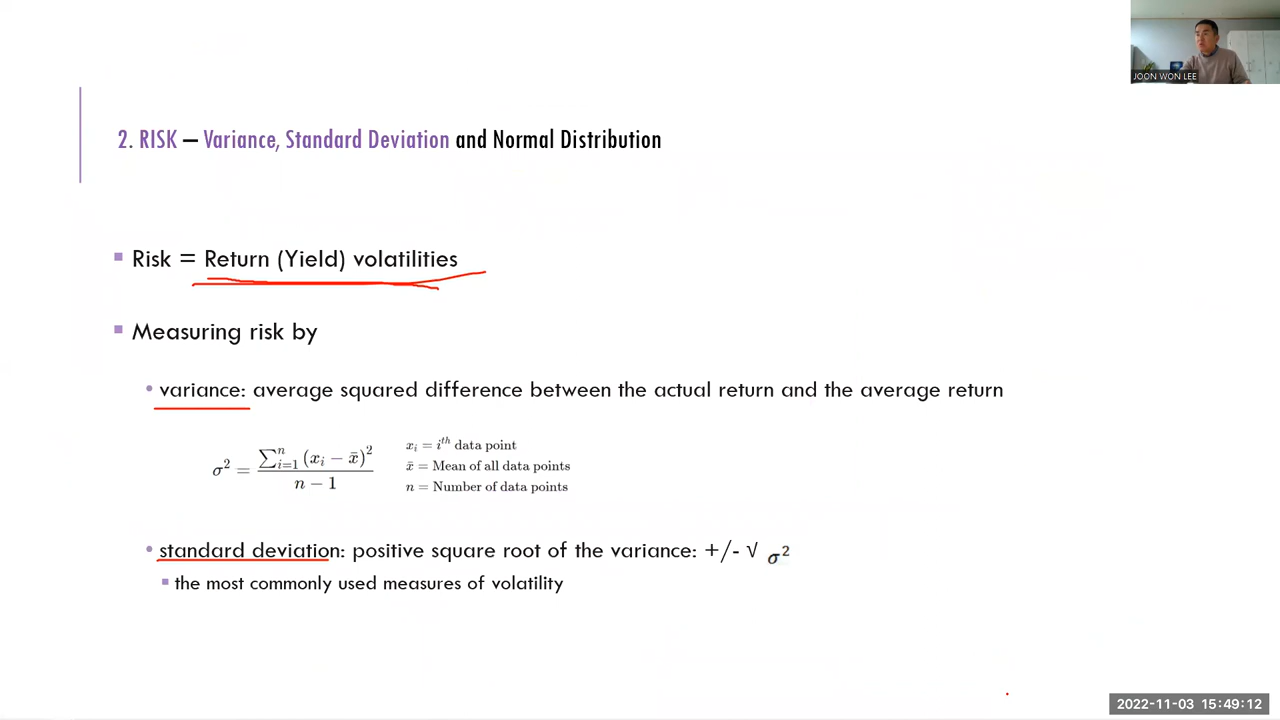 JOON WON LEE
2. RISK – Variance, Standard Deviation and Normal Distribution
Risk = Return (Yield) volatilities
Measuring risk by
variance: average squared difference between the actual return and the average return
σ² = ∑ⁿᵢ₌₁ (xᵢ − x̄)² / n − 1
xᵢ = iᵗʰ data point
x̄ = Mean of all data points
n = Number of data points
standard deviation: positive square root of the variance: +/- √ σ²
the most commonly used measures of volatility
2022-11-03 15:49:12